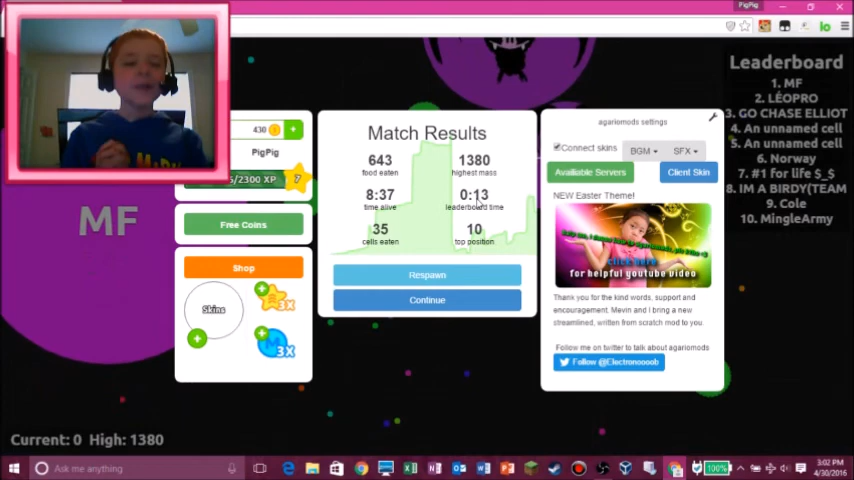 PigPig
Leaderboard
1. MF
2. LÉOPRO
3. GO CHASE ELLIOT
4. An unnamed cell
5. An unnamed cell
6. Norway
7. #1 for life $_$
8. IM A BIRDY(TEAM
9. Cole
10. MingleArmy
MF
430
PigPig
/2300 XP
7
Free Coins
Shop
Skins
3X
3X
Match Results
643
food eaten
1380
highest mass
8:37
time alive
0:13
leaderboard time
35
cells eaten
10
top position
Respawn
Continue
agariomods settings
Connect skins
BGM
SFX
Availiable Servers
Client Skin
NEW Easter Theme!
click here
for helpful youtube video
Thank you for the kind words, support and
encouragement. Mevin and I bring a new
streamlined, written from scratch mod to you.
Follow me on twitter to talk about agariomods
Follow @Electronoob
Current: 0 High: 1380
Ask me anything
100%
3:02 PM
4/30/2016